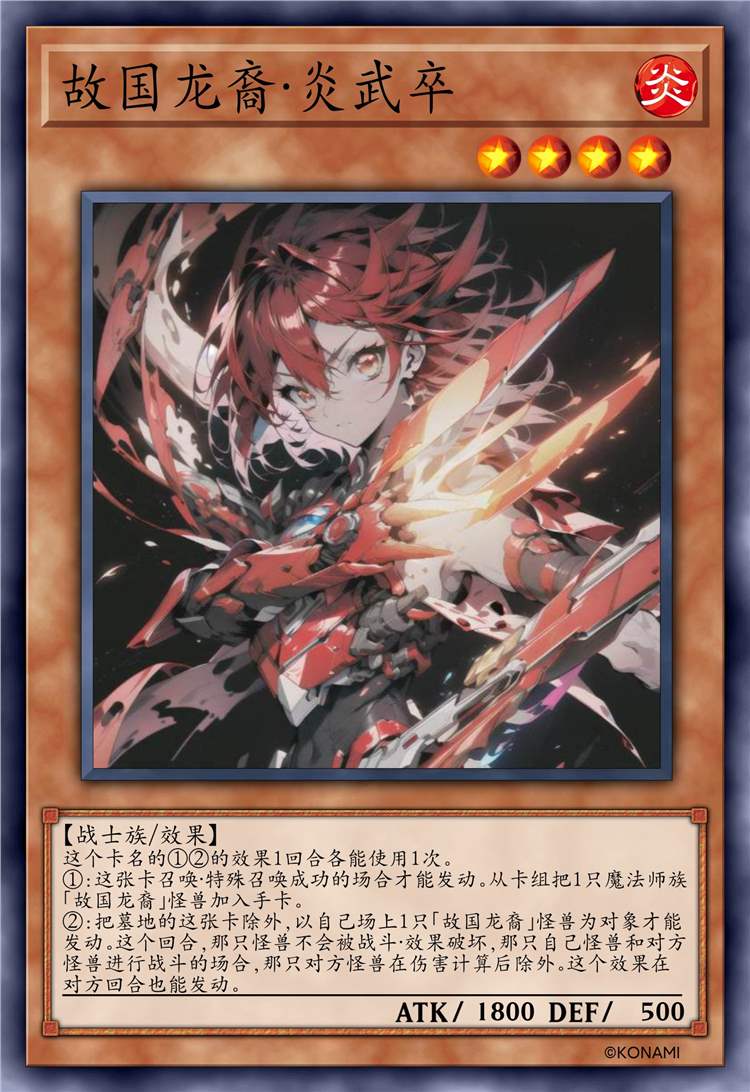 故国龙裔·炎武卒
炎
【战士族/效果】
这个卡名的①②的效果1回合各能使用1次。
①:这张卡召唤·特殊召唤成功的场合才能发动。从卡组把1只魔法师族
「故国龙裔」怪兽加入手卡。
②:把墓地的这张卡除外,以自己场上1只「故国龙裔」怪兽为对象才能
发动。这个回合,那只怪兽不会被战斗·效果破坏,那只自己怪兽和对方
怪兽进行战斗的场合,那只对方怪兽在伤害计算后除外。这个效果在
对方回合也能发动。
ATK/ 1800 DEF/ 500
©KONAMI